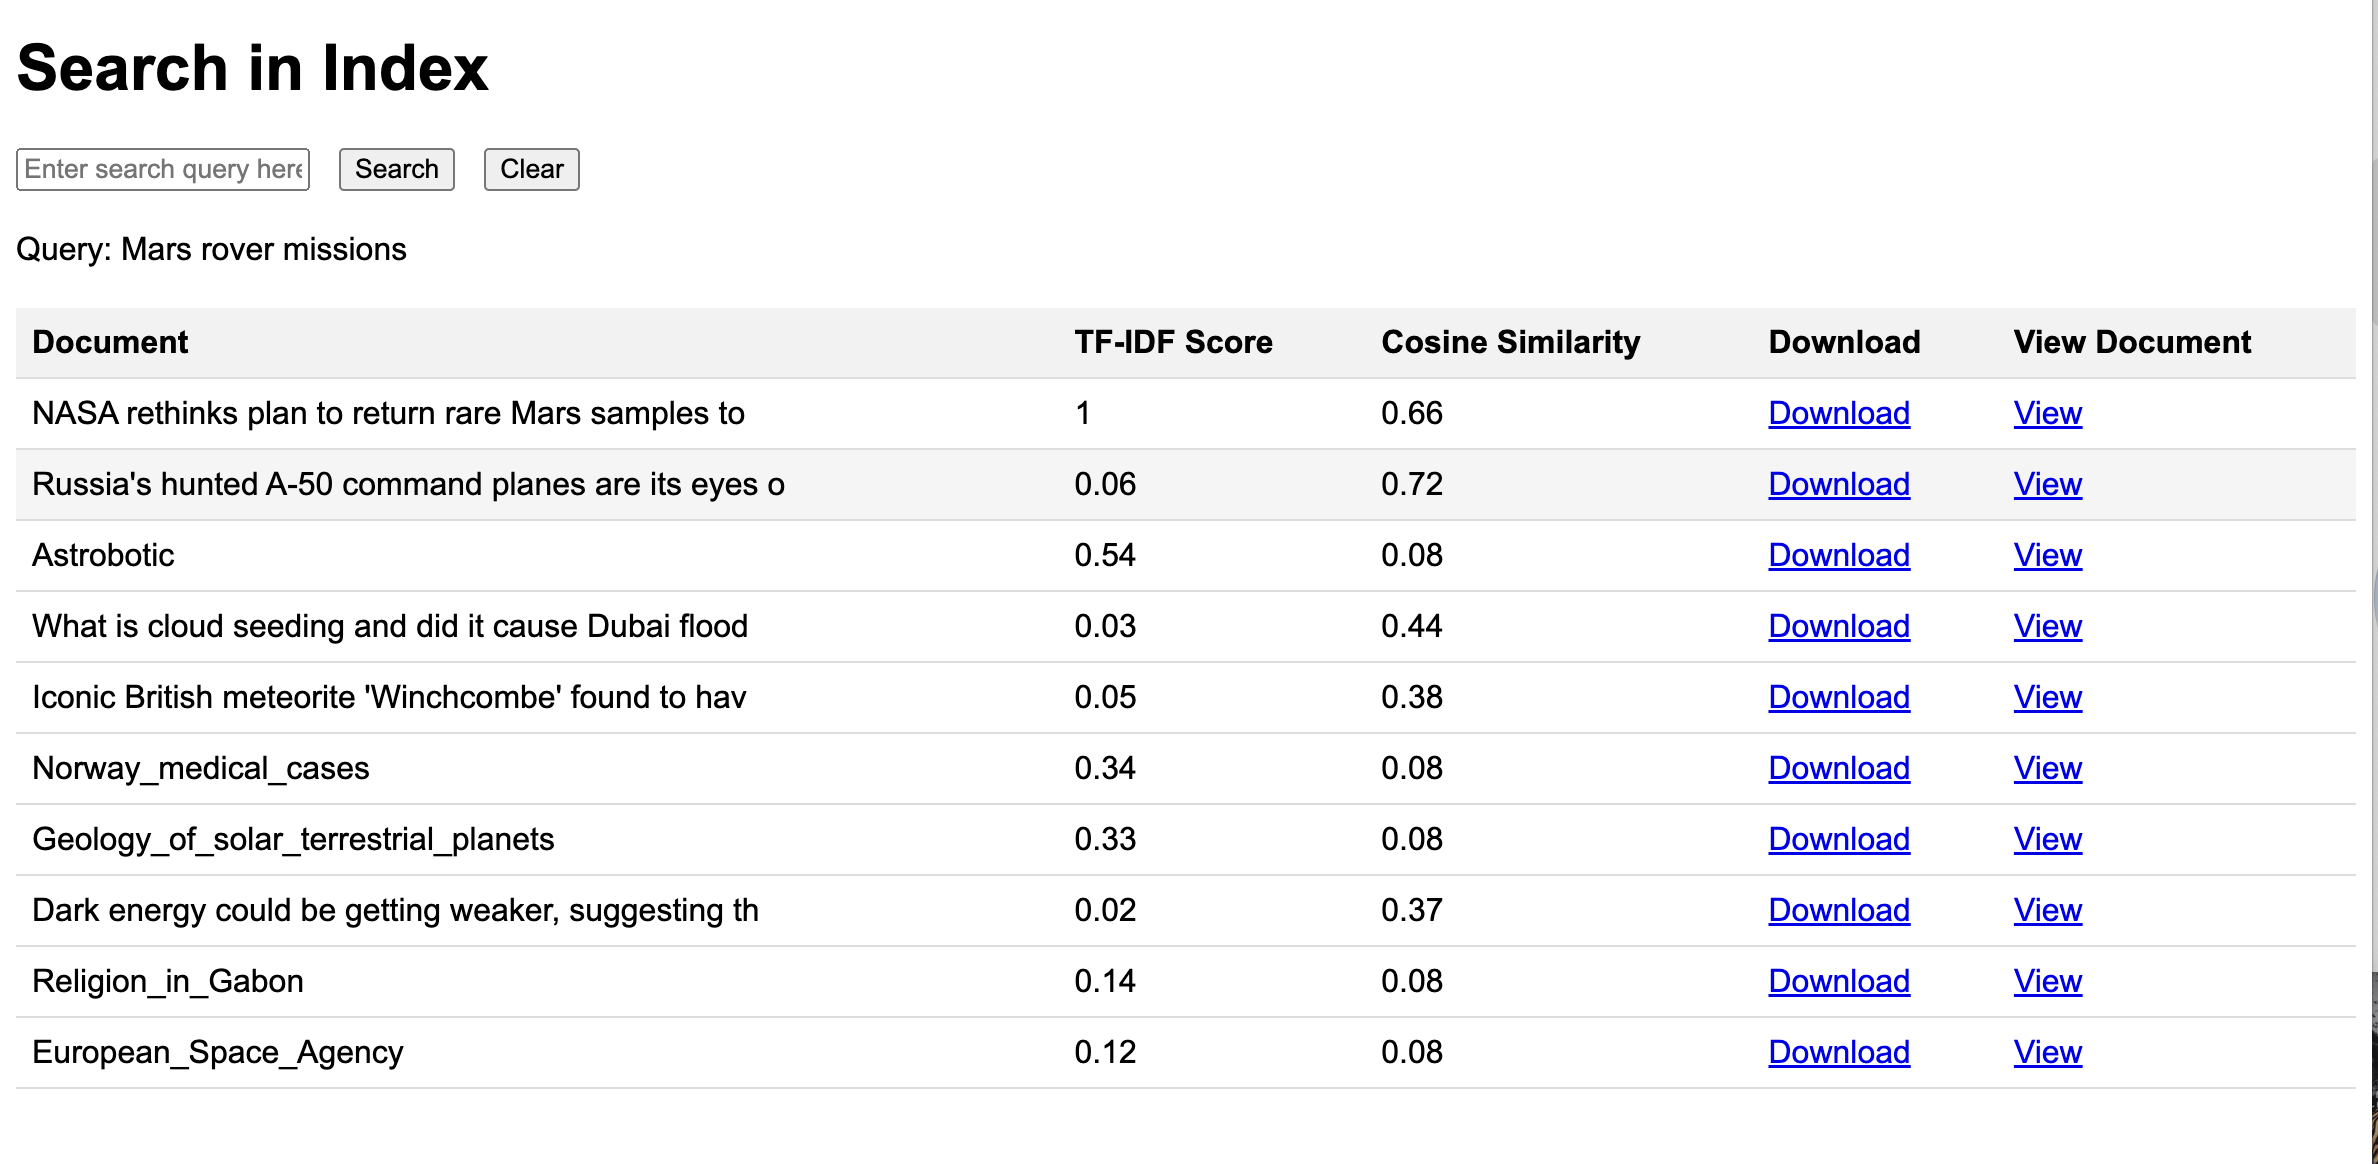 Search in Index
Enter search query here Search Clear
Query: Mars rover missions
Document TF-IDF Score Cosine Similarity Download View Document
NASA rethinks plan to return rare Mars samples to 1 0.66 Download View
Russia's hunted A-50 command planes are its eyes o 0.06 0.72 Download View
Astrobotic 0.54 0.08 Download View
What is cloud seeding and did it cause Dubai flood 0.03 0.44 Download View
Iconic British meteorite 'Winchcombe' found to hav 0.05 0.38 Download View
Norway_medical_cases 0.34 0.08 Download View
Geology_of_solar_terrestrial_planets 0.33 0.08 Download View
Dark energy could be getting weaker, suggesting th 0.02 0.37 Download View
Religion_in_Gabon 0.14 0.08 Download View
European_Space_Agency 0.12 0.08 Download View